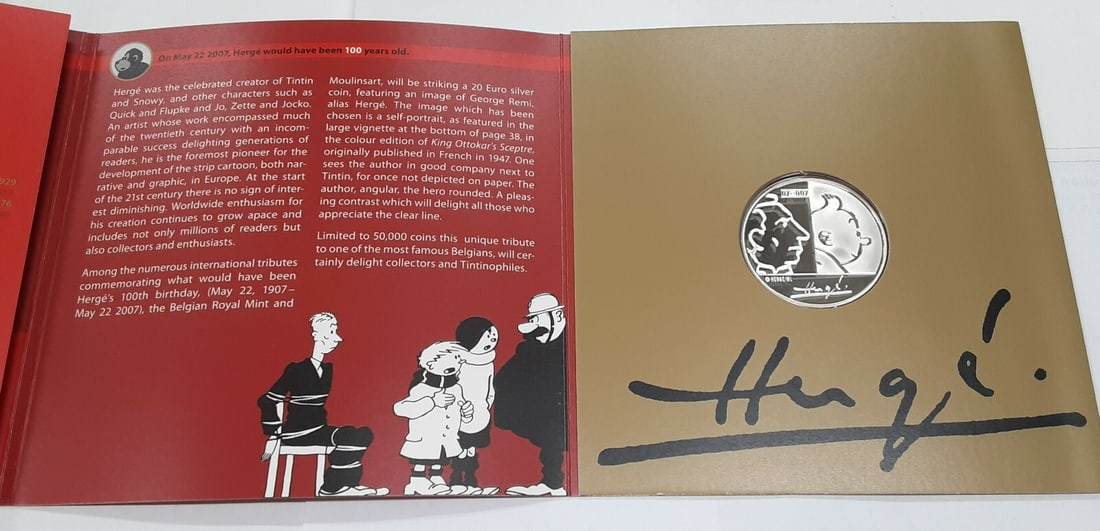 929
76
On May 22 2007, Hergé would have been 100 years old.
Hergé was the celebrated creator of Tintin
and Snowy, and other characters such as
Quick and Flupke and Jo, Zette and Jocko.
An artist whose work encompassed much
of the twentieth century with an incom-
parable success delighting generations of
readers, he is the foremost pioneer for the
development of the strip cartoon, both nar-
rative and graphic, in Europe. At the start
of the 21st century there is no sign of inter-
est diminishing. Worldwide enthusiasm for
his creation continues to grow apace and
includes not only millions of readers but
also collectors and enthusiasts.
Among the numerous international tributes
commemorating what would have been
Hergé's 100th birthday, (May 22, 1907–
May 22 2007), the Belgian Royal Mint and
Moulinsart, will be striking a 20 Euro silver
coin, featuring an image of George Remi,
alias Hergé. The image which has been
chosen is a self-portrait, as featured in the
large vignette at the bottom of page 38, in
the colour edition of King Ottokar's Sceptre,
originally published in French in 1947. One
sees the author in good company next to
Tintin, for once not depicted on paper. The
author, angular, the hero rounded. A pleas-
ing contrast which will delight all those who
appreciate the clear line.
Limited to 50,000 coins this unique tribute
to one of the most famous Belgians, will cer-
tainly delight collectors and Tintinophiles.
Hergé.
Hergé.